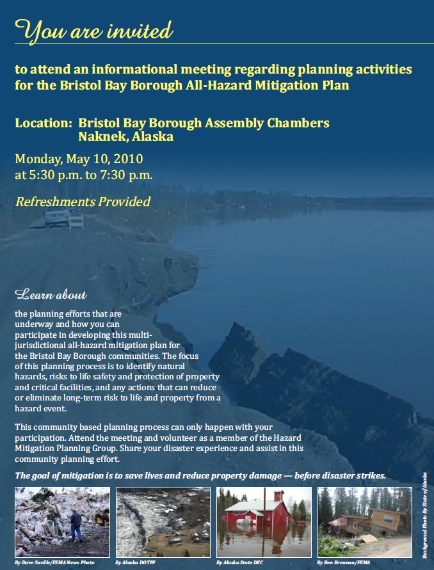 You are invited
to attend an informational meeting regarding planning activities
for the Bristol Bay Borough All-Hazard Mitigation Plan
Location: Bristol Bay Borough Assembly Chambers
Naknek, Alaska
Monday, May 10, 2010
at 5:30 p.m. to 7:30 p.m.
Refreshments Provided
Learn about
the planning efforts that are
underway and how you can
participate in developing this multi-
jurisdictional all-hazard mitigation plan for
the Bristol Bay Borough communities. The focus
of this planning process is to identify natural
hazards, risks to life safety and protection of property
and critical facilities, and any actions that can reduce
or eliminate long-term risk to life and property from a
hazard event.
This community based planning process can only happen with your
participation. Attend the meeting and volunteer as a member of the Hazard
Mitigation Planning Group. Share your disaster experience and assist in this
community planning effort.
The goal of mitigation is to save lives and reduce property damage — before disaster strikes.
By Dave Saville/FEMA News Photo
By Alaska DOTPF
By Alaska State DEC
By Ben Brennan/FEMA
Background Photo By State of Alaska